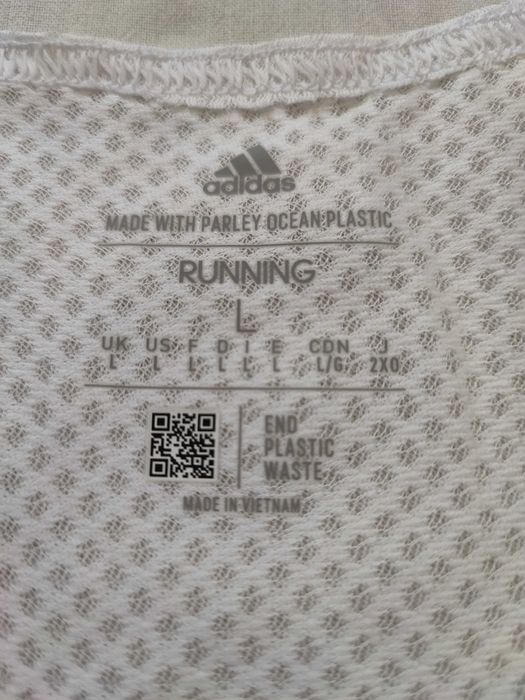 adidas
MADE WITH PARLEY OCEAN PLASTIC
RUNNING
L
UK US F D I E CDN J
L L L L L L L/G 2XO
END
PLASTIC
WASTE
MADE IN VIETNAM